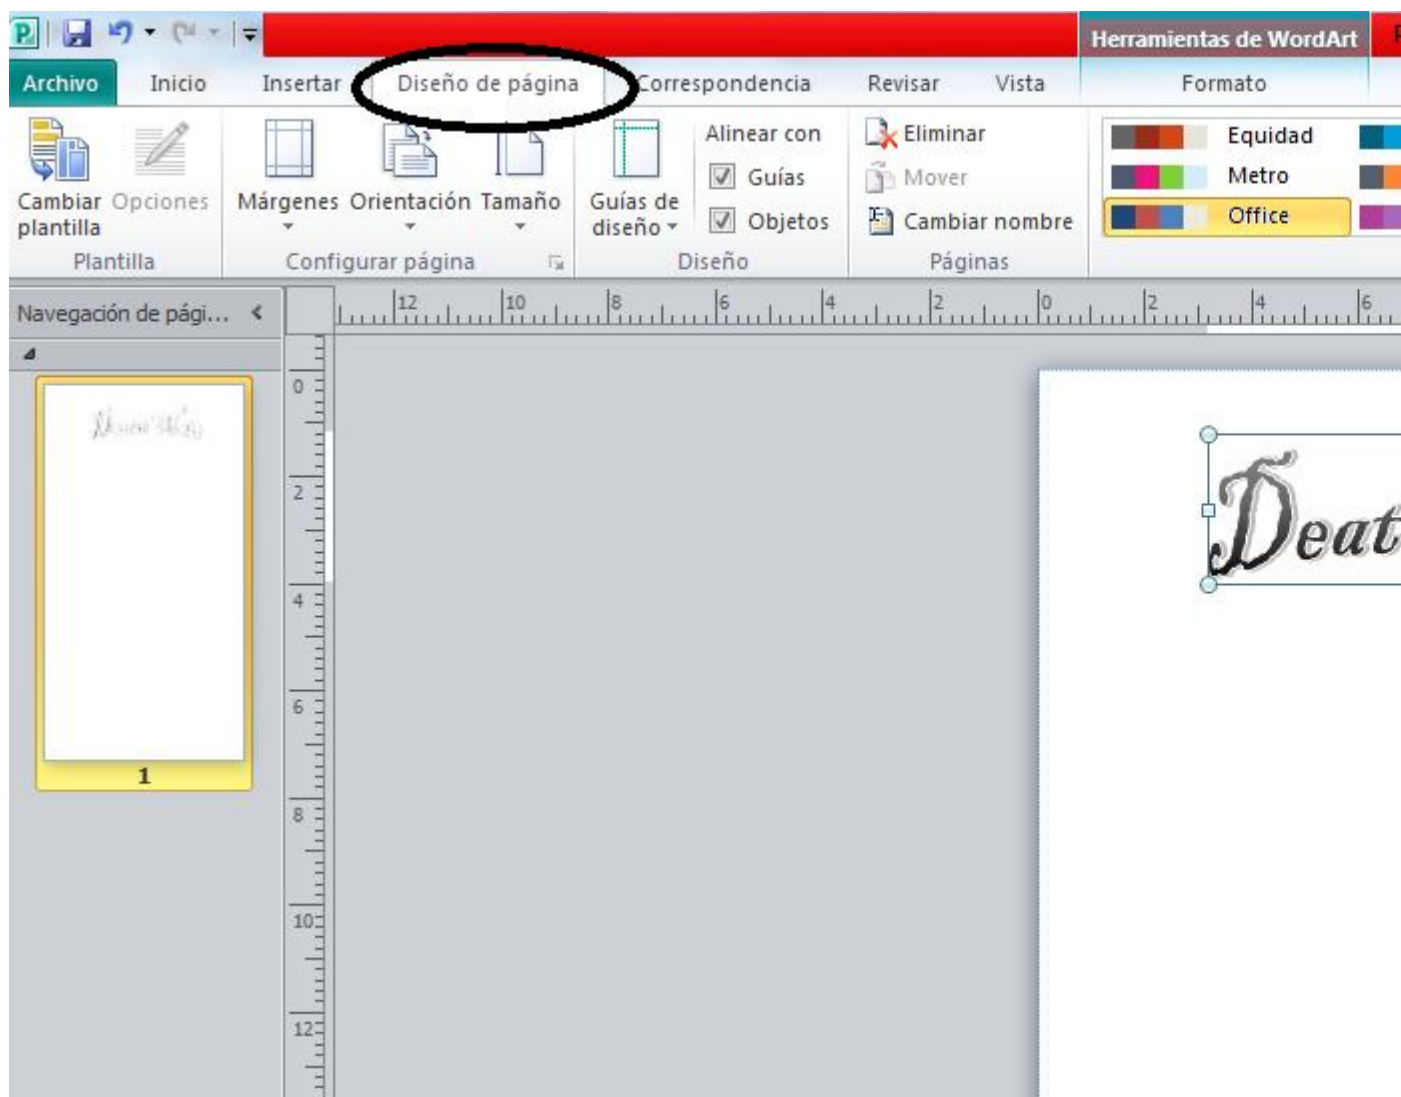 Herramientas de WordArt
Archivo Inicio Insertar Diseño de página Correspondencia Revisar Vista Formato
Alinear con Eliminar Equidad
Guías Mover Metro
Cambiar plantilla Opciones Márgenes Orientación Tamaño Guías de diseño Objetos Cambiar nombre Office
Plantilla Configurar página Diseño Páginas
Navegación de pági...
12 10 8 6 4 2 0 2 4 6
0
2
4
6
8
10
12
1
Deat